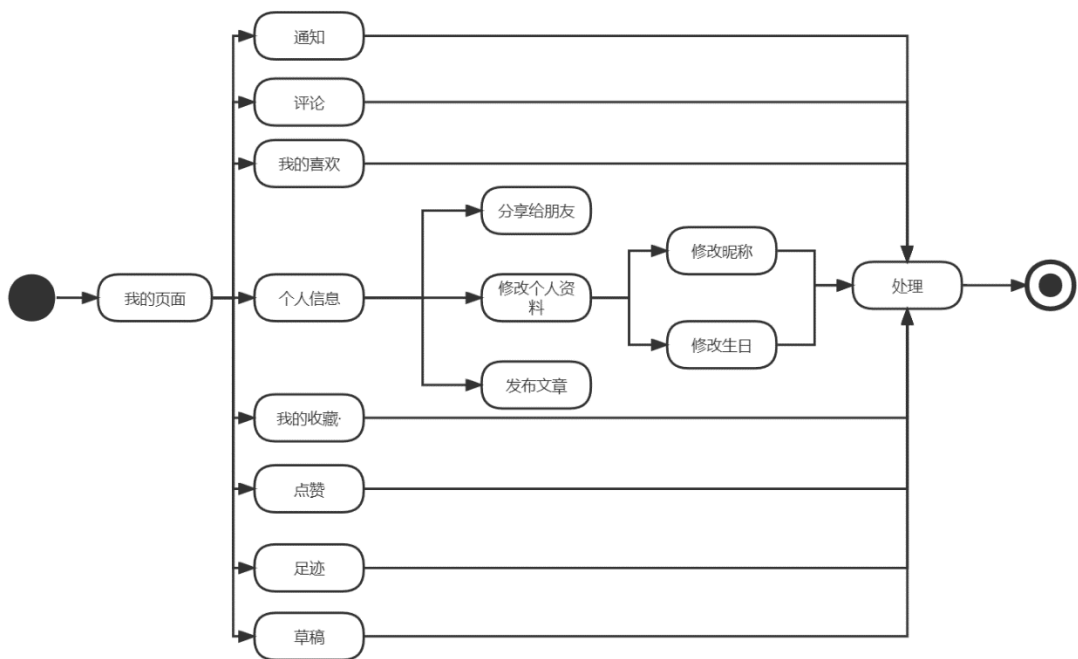 通知
评论
我的喜欢
分享给朋友
修改昵称
我的页面
个人信息
修改个人资
料
处理
修改生日
发布文章
我的收藏·
点赞
足迹
草稿